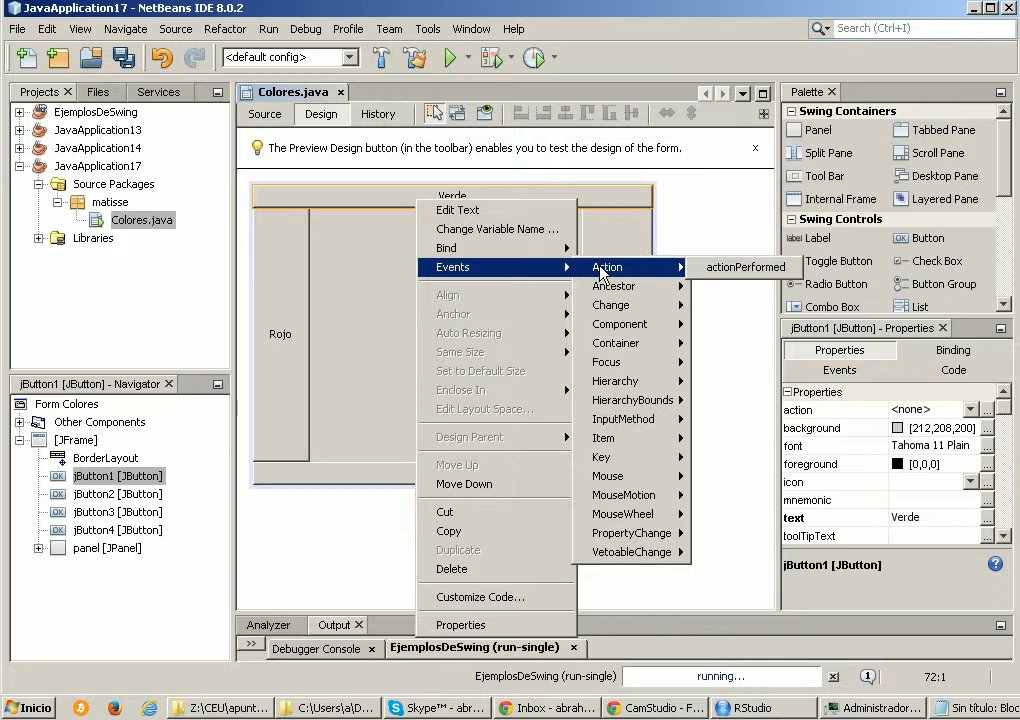 JavaApplication17 - NetBeans IDE 8.0.2
File Edit View Navigate Source Refactor Run Debug Profile Team Tools Window Help
Search (Ctrl+I)
<default config>
Projects Files Services
EjemplosDeSwing
JavaApplication13
JavaApplication14
JavaApplication17
Source Packages
matisse
Colores.java
Libraries
jButton1 [JButton] - Navigator
Form Colores
Other Components
[JFrame]
BorderLayout
jButton1 [JButton]
jButton2 [JButton]
jButton3 [JButton]
jButton4 [JButton]
panel [JPanel]
Colores.java
Source Design History
The Preview Design button (in the toolbar) enables you to test the design of the form. x
Verde
Rojo
Edit Text
Change Variable Name ...
Bind
Events
Align
Anchor
Auto Resizing
Same Size
Set to Default Size
Enclose In
Edit Layout Space...
Design Parent
Move Up
Move Down
Cut
Copy
Duplicate
Delete
Customize Code...
Properties
Action
Ancestor
Change
Component
Container
Focus
Hierarchy
HierarchyBounds
InputMethod
Item
Key
Mouse
MouseMotion
MouseWheel
PropertyChange
VetoableChange
actionPerformed
Palette
Swing Containers
Panel Tabbed Pane
Split Pane Scroll Pane
Tool Bar Desktop Pane
Internal Frame Layered Pane
Swing Controls
label Label OK Button
Toggle Button Check Box
Radio Button Button Group
Combo Box List
jButton1 [JButton] - Properties
Properties Binding
Events Code
Properties
action <none>
background [212,208,200]
font Tahoma 11 Plain
foreground [0,0,0]
icon
mnemonic
text Verde
toolTipText
jButton1 [JButton]
Analyzer Output
>> Debugger Console EjemplosDeSwing (run-single)
EjemplosDeSwing (run-single) running... 1 72:1
Inicio Z:\CEU\apunt... C:\Users\a\D... Skype™ - abr... Inbox - abrah... CamStudio - F... RStudio Administrador... Sin título: Bloc